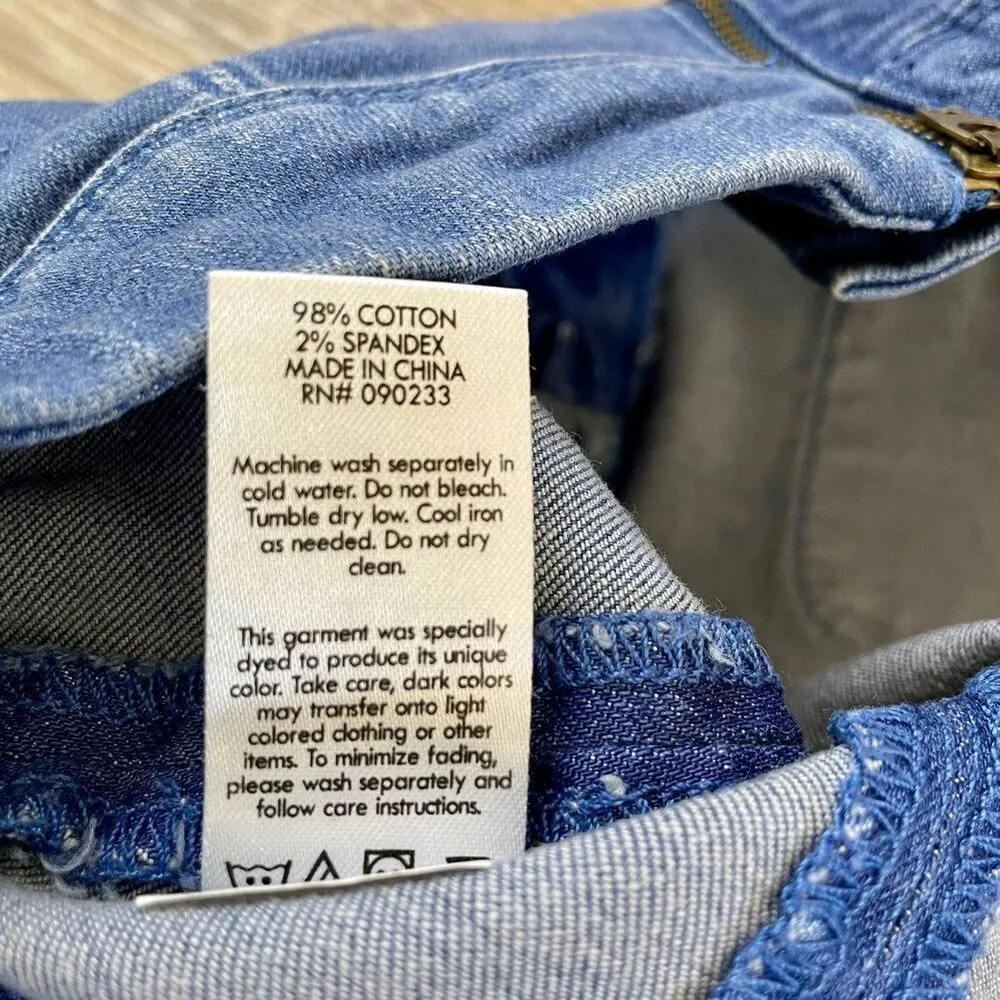 98% COTTON
2% SPANDEX
MADE IN CHINA
RN# 090233
Machine wash separately in
cold water. Do not bleach.
Tumble dry low. Cool iron
as needed. Do not dry
clean.
This garment was specially
dyed to produce its unique
color. Take care, dark colors
may transfer onto light
colored clothing or other
items. To minimize fading,
please wash separately and
follow care instructions.